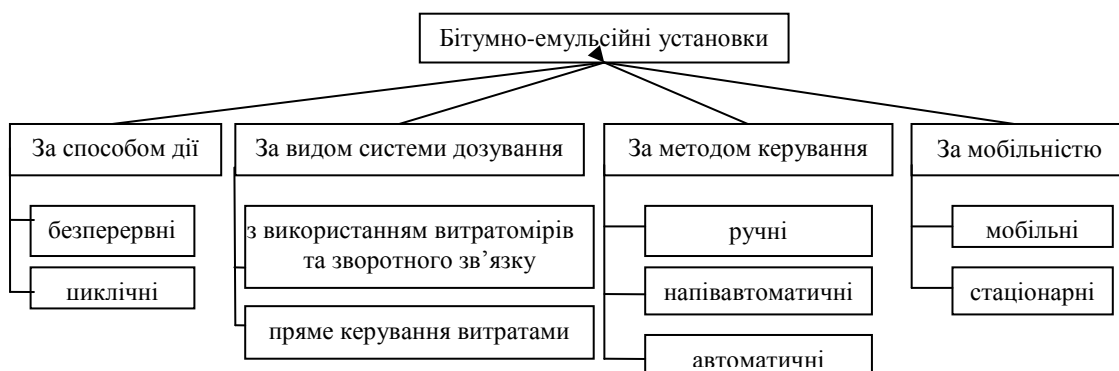 Бітумно-емульсійні установки
За способом дії
безперервні
циклічні
За видом системи дозування
з використанням витратомірів
та зворотного зв’язку
пряме керування витратами
За методом керування
ручні
напівавтоматичні
автоматичні
За мобільністю
мобільні
стаціонарні